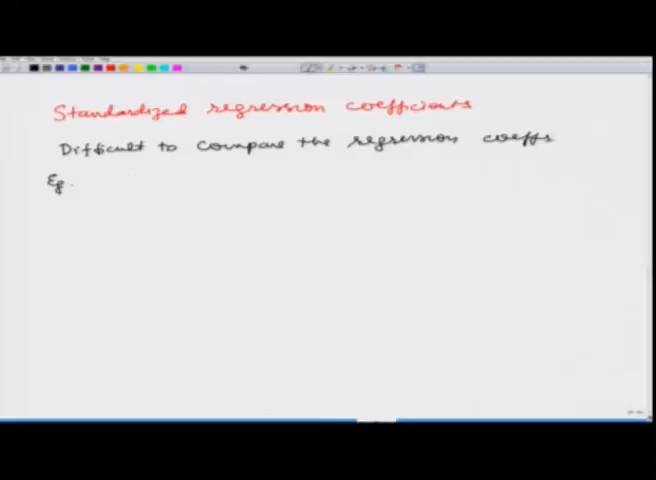 Standardized regression coefficients
Difficult to compare the regression coeffs
Eg.